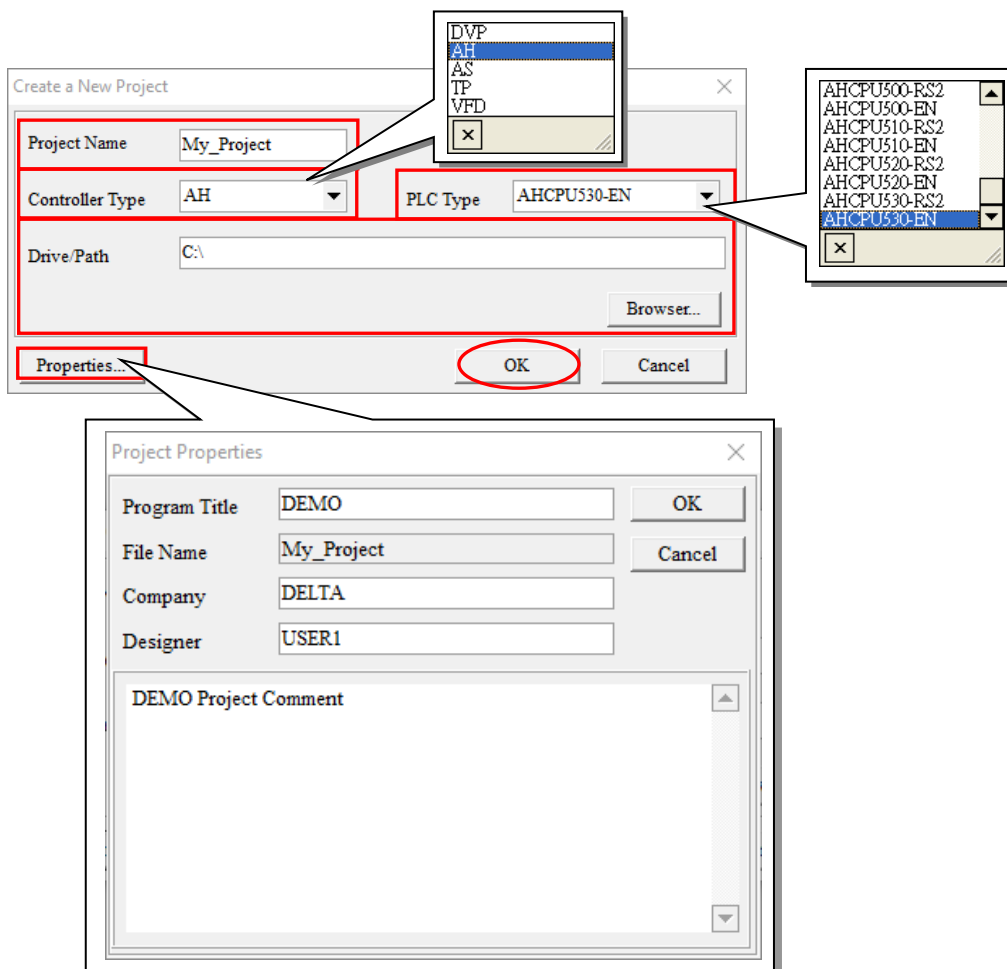 DVP
AH
AS
TP
VFD
Create a New Project
Project Name My_Project
Controller Type AH PLC Type AHCPU530-EN
Drive/Path C:\
Browser...
Properties... OK Cancel
AHCPU500-RS2
AHCPU500-EN
AHCPU510-RS2
AHCPU510-EN
AHCPU520-RS2
AHCPU520-EN
AHCPU530-RS2
AHCPU530-EN
Project Properties
Program Title DEMO OK
File Name My_Project Cancel
Company DELTA
Designer USER1
DEMO Project Comment